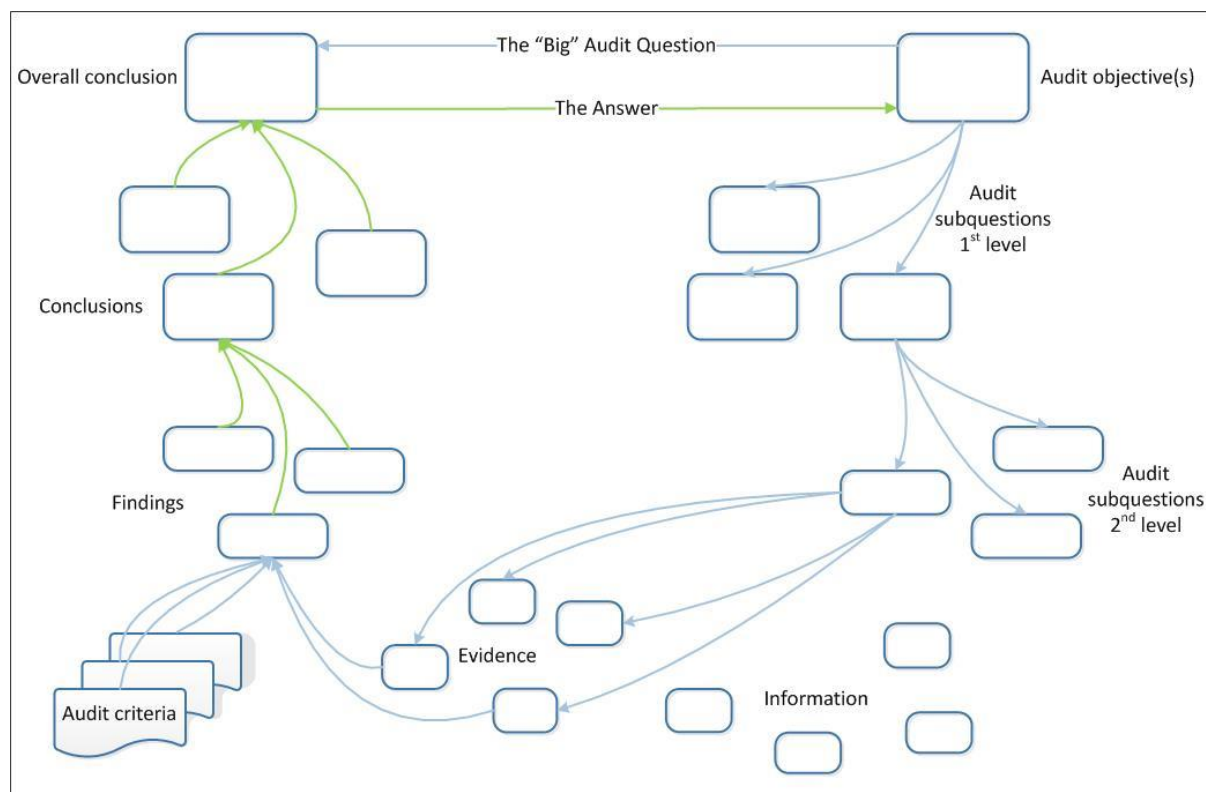 The “Big” Audit Question
Overall conclusion
Audit objective(s)
The Answer
Audit
subquestions
1st level
Conclusions
Findings
Audit
subquestions
2nd level
Evidence
Information
Audit criteria